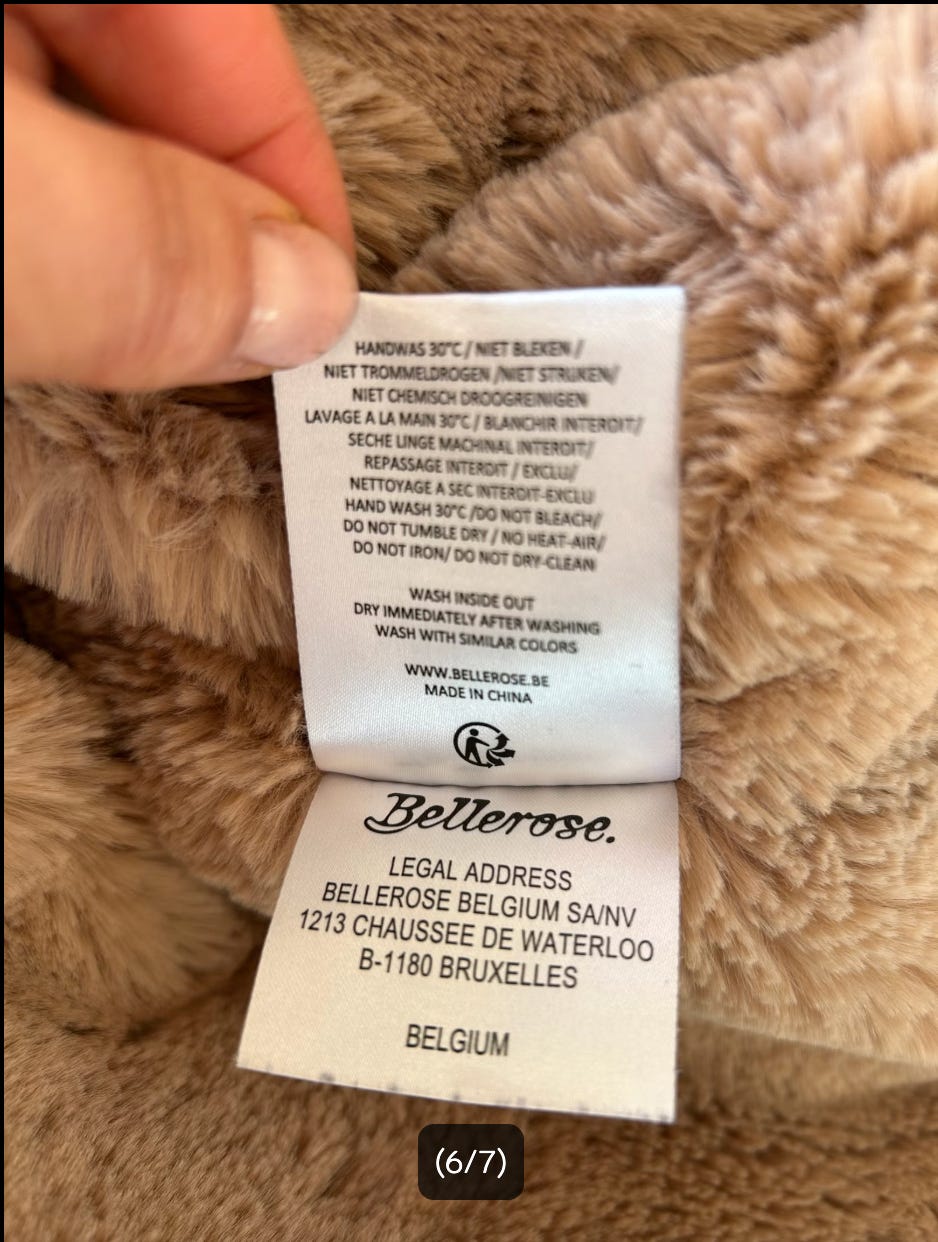 HANDWAS 30°C / NIET BLEKEN /
NIET TROMMELDROGEN /NIET STRIJKEN/
NIET CHEMISCH DROOGREINIGEN
LAVAGE A LA MAIN 30°C / BLANCHIR INTERDIT/
SECHE LINGE MACHINAL INTERDIT/
REPASSAGE INTERDIT / EXCLU/
NETTOYAGE A SEC INTERDIT-EXCLU
HAND WASH 30°C /DO NOT BLEACH/
DO NOT TUMBLE DRY / NO HEAT-AIR/
DO NOT IRON/ DO NOT DRY-CLEAN
WASH INSIDE OUT
DRY IMMEDIATELY AFTER WASHING
WASH WITH SIMILAR COLORS
WWW.BELLEROSE.BE
MADE IN CHINA
Bellerose.
LEGAL ADDRESS
BELLEROSE BELGIUM SA/NV
1213 CHAUSSEE DE WATERLOO
B-1180 BRUXELLES
BELGIUM
(6/7)